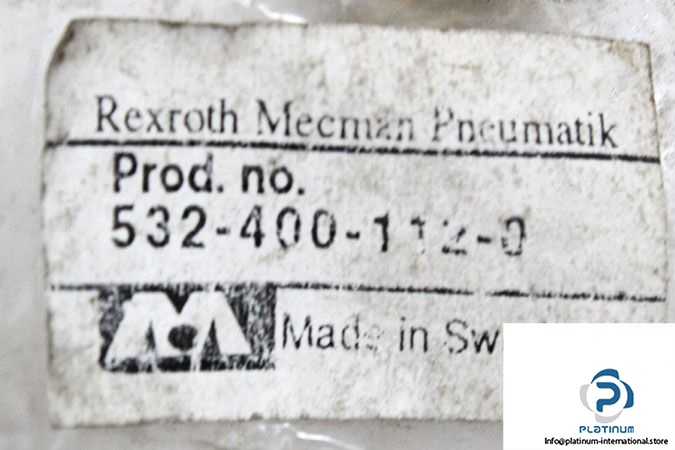 Rexroth Mecman Pneumatik
Prod. no.
532-400-112-0
Made in Sw
PLATINUM
Info@platinum-international.store